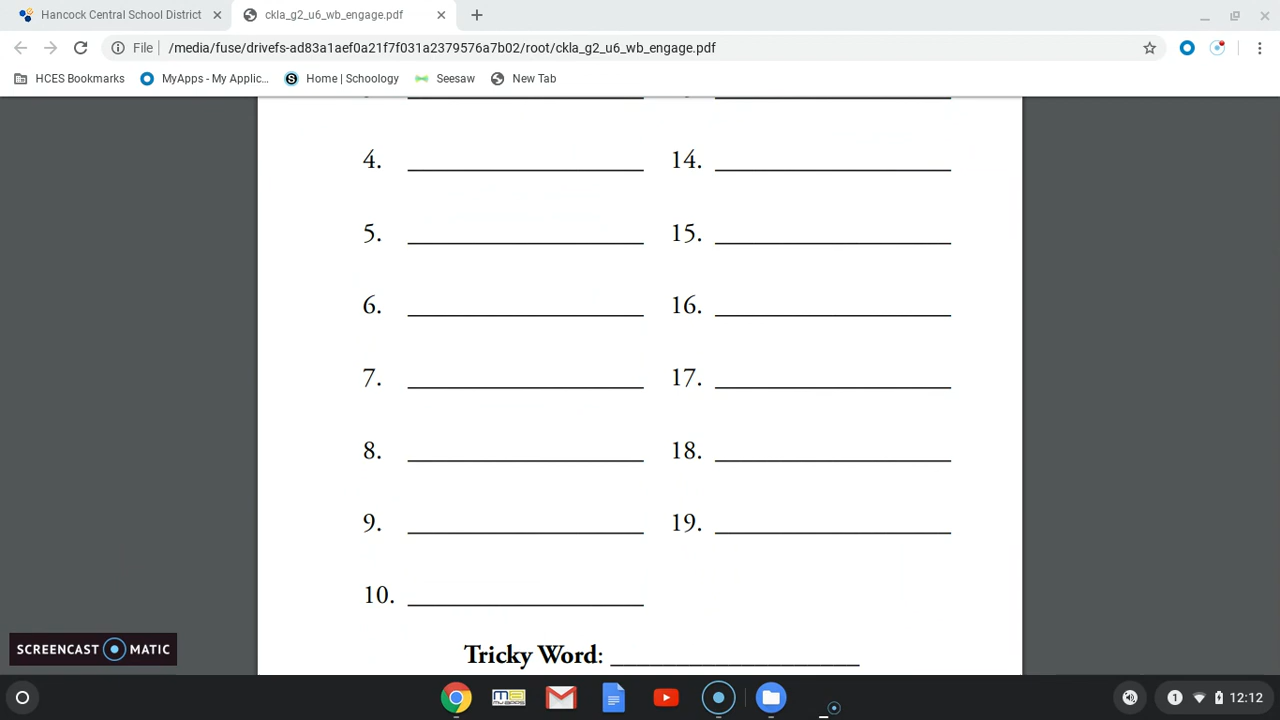 Hancock Central School District
ckla_g2_u6_wb_engage.pdf
File /media/fuse/drivefs-ad83a1aef0a21f7f031a2379576a7b02/root/ckla_g2_u6_wb_engage.pdf
HCES Bookmarks MyApps - My Applic... Home | Schoology Seesaw New Tab
4. 14.
5. 15.
6. 16.
7. 17.
8. 18.
9. 19.
10.
Tricky Word:
SCREENCAST MATIC
1 12:12